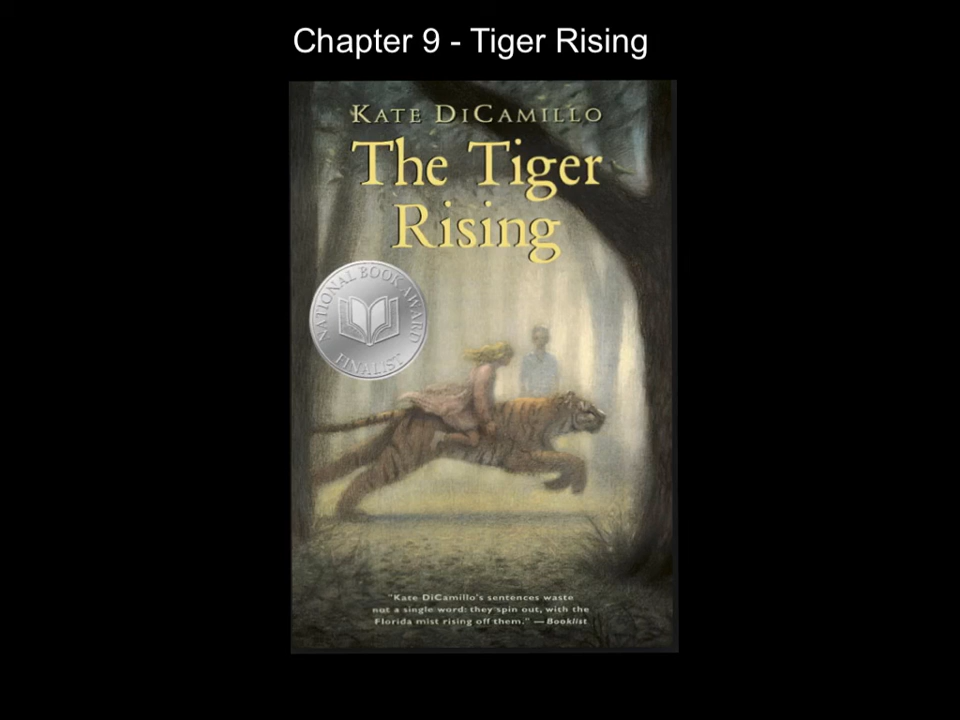 Chapter 9 - Tiger Rising
KATE DICAMILLO
The Tiger
Rising
NATIONAL BOOK AWARD
FINALIST
"Kate DiCamillo's sentences waste
not a single word: they spin out, with the
Florida mist rising off them." — Booklist